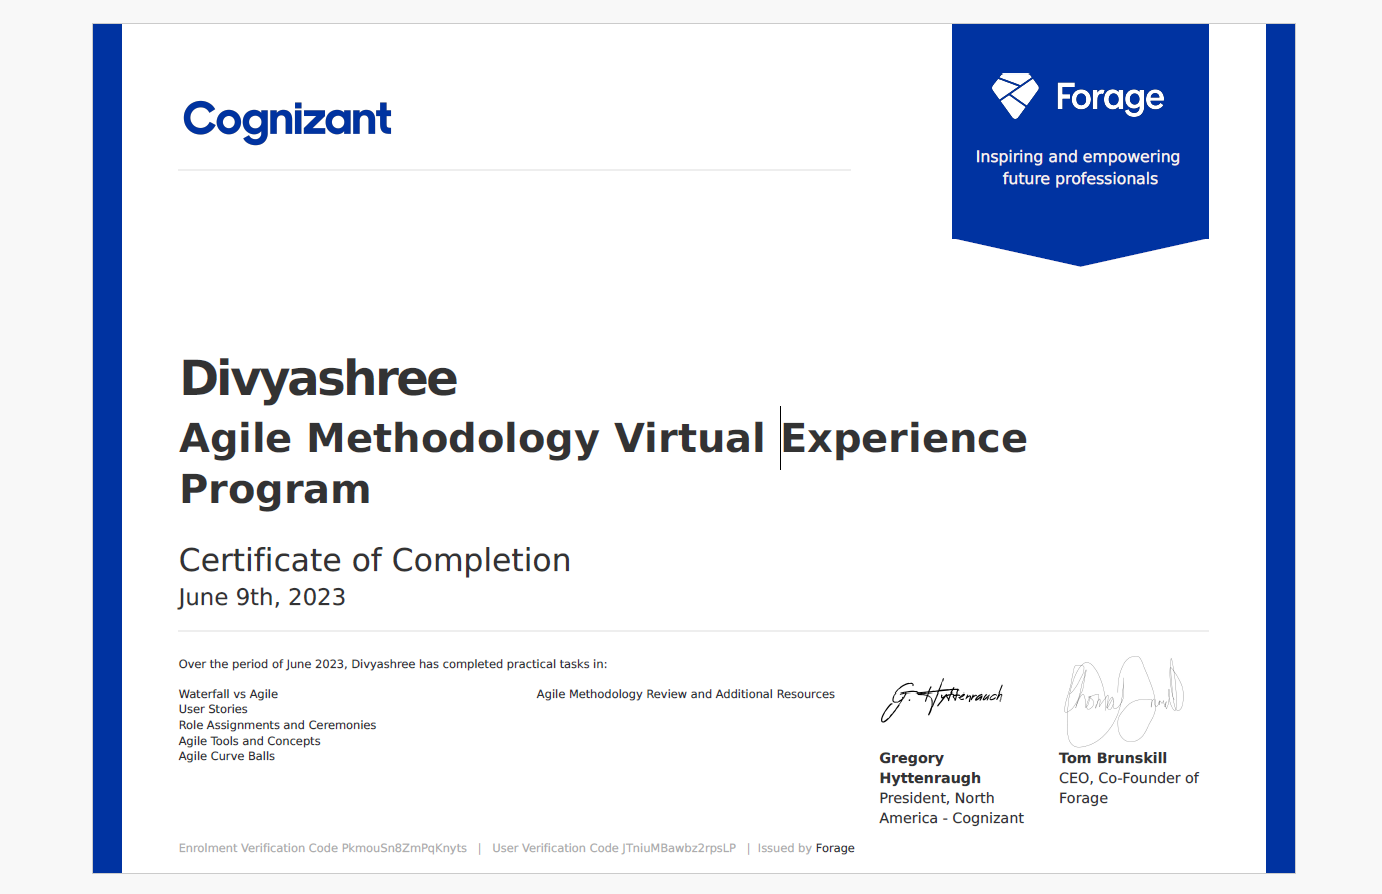 Cognizant
Forage
Inspiring and empowering
future professionals
Divyashree
Agile Methodology Virtual Experience
Program
Certificate of Completion
June 9th, 2023
Over the period of June 2023, Divyashree has completed practical tasks in:
Waterfall vs Agile
User Stories
Role Assignments and Ceremonies
Agile Tools and Concepts
Agile Curve Balls
Agile Methodology Review and Additional Resources
G. Hyttenrauch
Gregory
Hyttenraugh
President, North
America - Cognizant
Tom Brunskill
CEO, Co-Founder of
Forage
Enrolment Verification Code PkmouSn8ZmPqKnyts | User Verification Code JTniuMBawbz2rpsLP | Issued by Forage